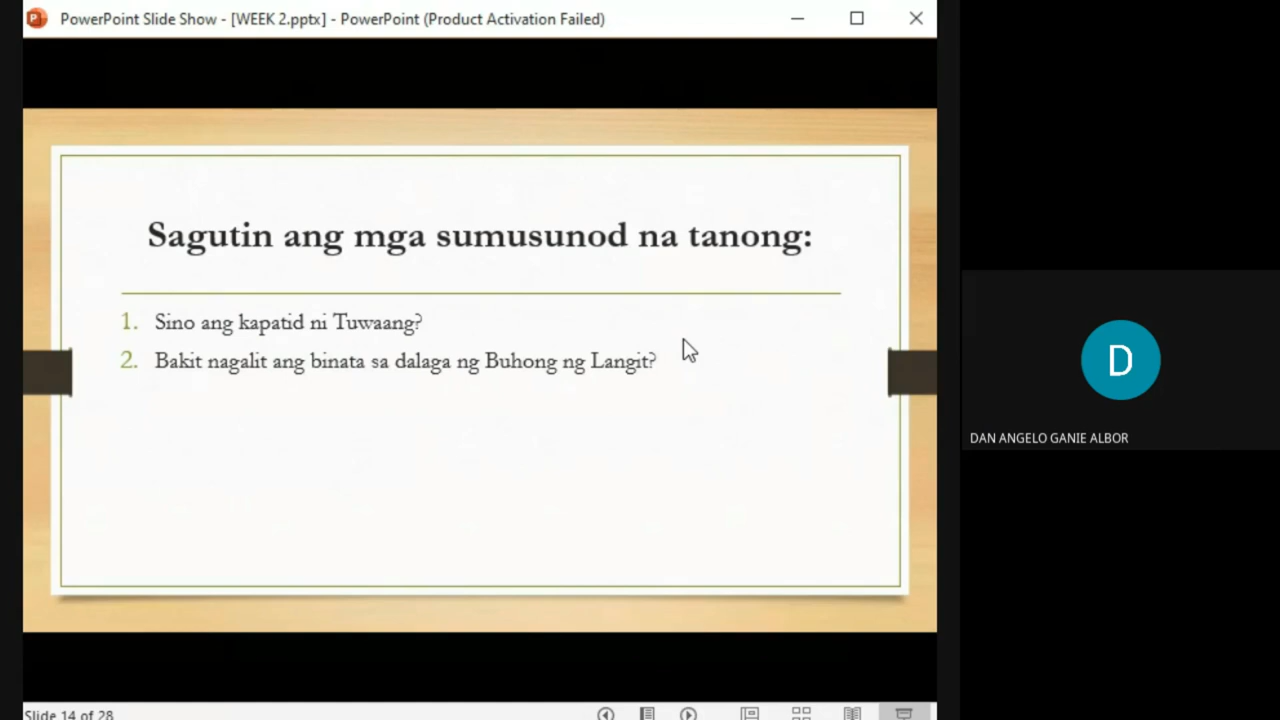 PowerPoint Slide Show - [WEEK 2.pptx] - PowerPoint (Product Activation Failed)
Sagutin ang mga sumusunod na tanong:
1. Sino ang kapatid ni Tuwaang?
2. Bakit nagalit ang binata sa dalaga ng Buhong ng Langit?
D
DAN ANGELO GANIE ALBOR
Slide 14 of 28